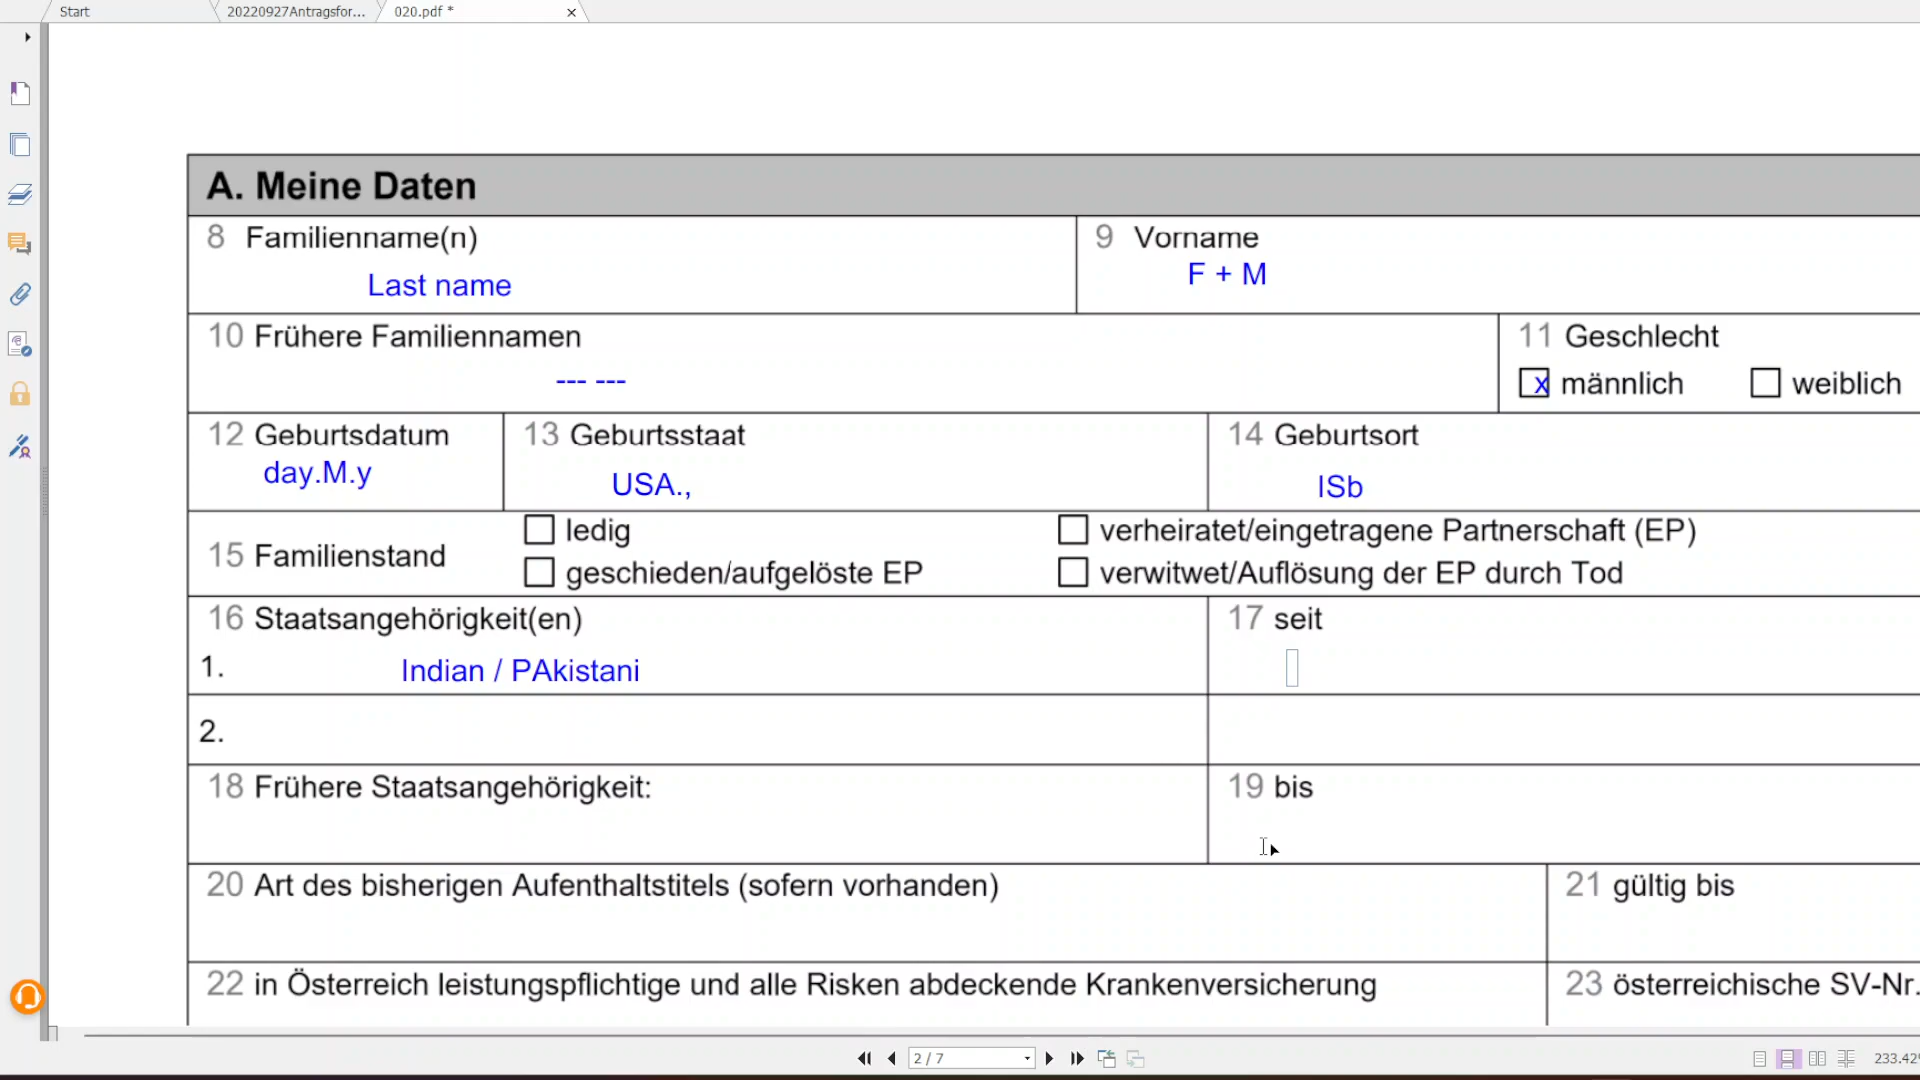 Start
20220927Antragsfor...
020.pdf *
A. Meine Daten
8 Familienname(n)
Last name
9 Vorname
F + M
10 Frühere Familiennamen
--- ---
11 Geschlecht
x männlich
weiblich
12 Geburtsdatum
day.M.y
13 Geburtsstaat
USA.,
14 Geburtsort
ISb
15 Familienstand
ledig
verheiratet/eingetragene Partnerschaft (EP)
geschieden/aufgelöste EP
verwitwet/Auflösung der EP durch Tod
16 Staatsangehörigkeit(en)
17 seit
1. Indian / PAkistani
2.
18 Frühere Staatsangehörigkeit:
19 bis
20 Art des bisherigen Aufenthaltstitels (sofern vorhanden)
21 gültig bis
22 in Österreich leistungspflichtige und alle Risken abdeckende Krankenversicherung
23 österreichische SV-Nr.
2 / 7
233.42%